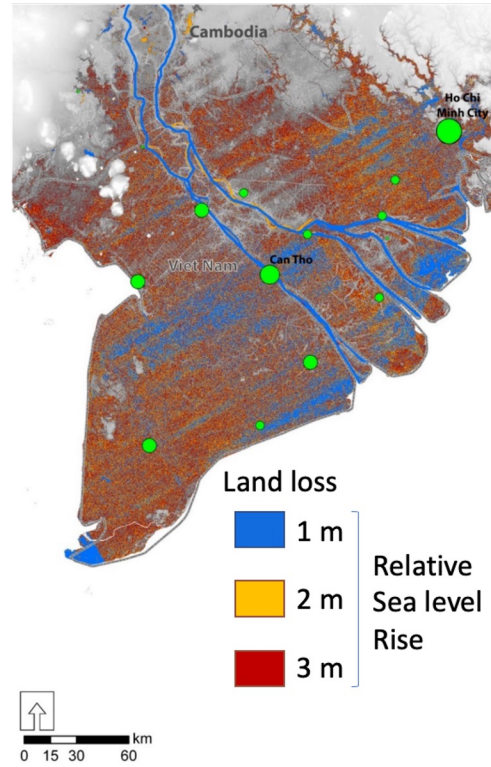 Cambodia
Ho Chi
Minh City
Viet Nam
Can Tho
Land loss
1 m
2 m
3 m
Relative
Sea level
Rise
km
0 15 30 60